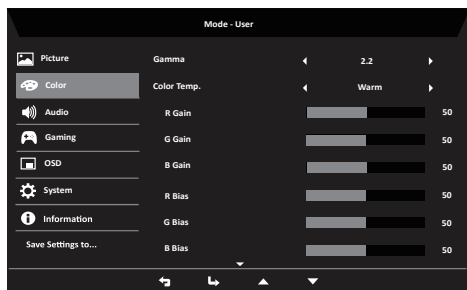 Mode - User
Picture
Color
Audio
Gaming
OSD
System
Information
Save Settings to...
Gamma 2.2
Color Temp. Warm
R Gain 50
G Gain 50
B Gain 50
R Bias 50
G Bias 50
B Bias 50